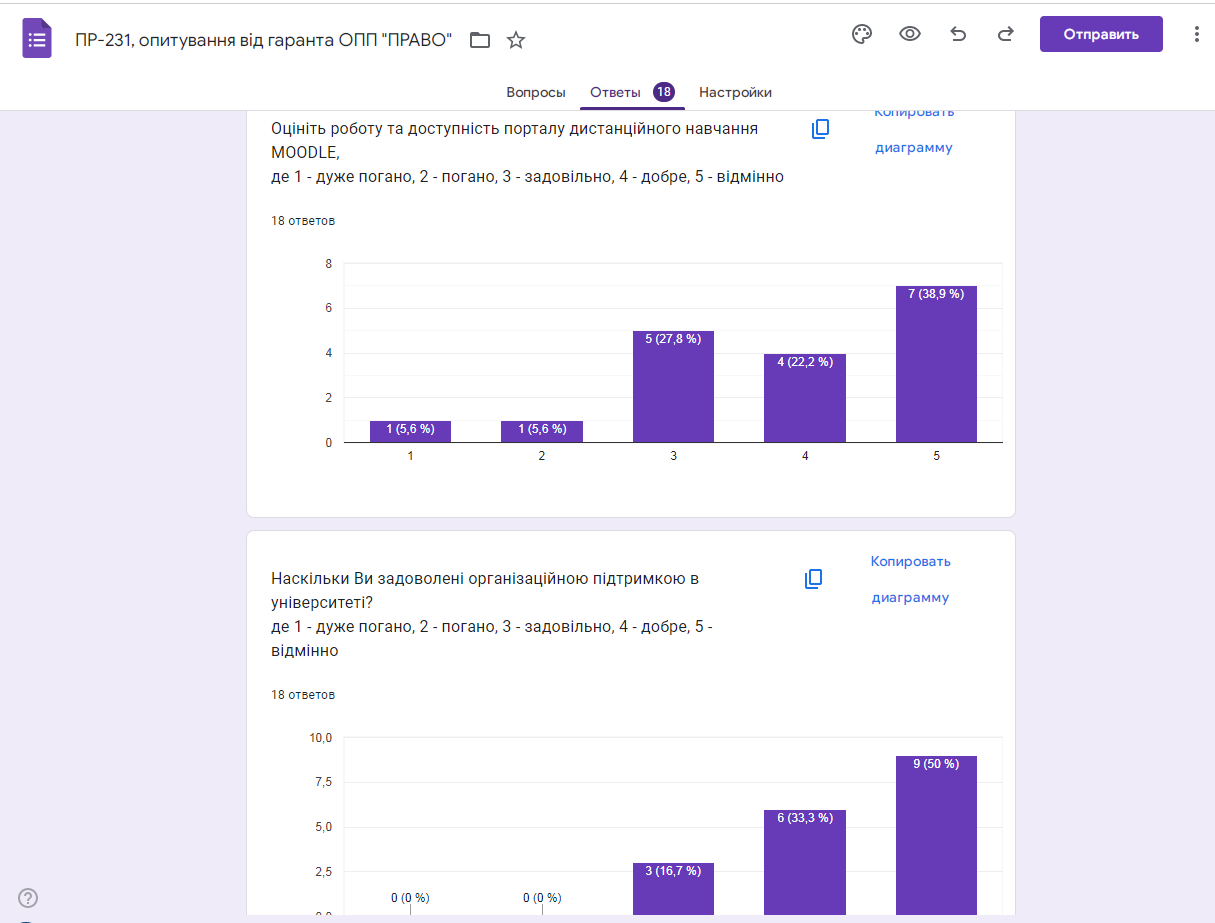 ПР-231, опитування від гаранта ОПП "ПРАВО"
Отправить
Вопросы
Ответы 18
Настройки
Оцініть роботу та доступність порталу дистанційного навчання
MOODLE,
де 1 - дуже погано, 2 - погано, 3 - задовільно, 4 - добре, 5 - відмінно
Копировать
диаграмму
18 ответов
8
6
4
2
0
1 (5,6 %)
1 (5,6 %)
5 (27,8 %)
4 (22,2 %)
7 (38,9 %)
1
2
3
4
5
Наскільки Ви задоволені організаційною підтримкою в
університеті?
де 1 - дуже погано, 2 - погано, 3 - задовільно, 4 - добре, 5 -
відмінно
Копировать
диаграмму
18 ответов
10,0
7,5
5,0
2,5
0,0
0 (0 %)
0 (0 %)
3 (16,7 %)
6 (33,3 %)
9 (50 %)